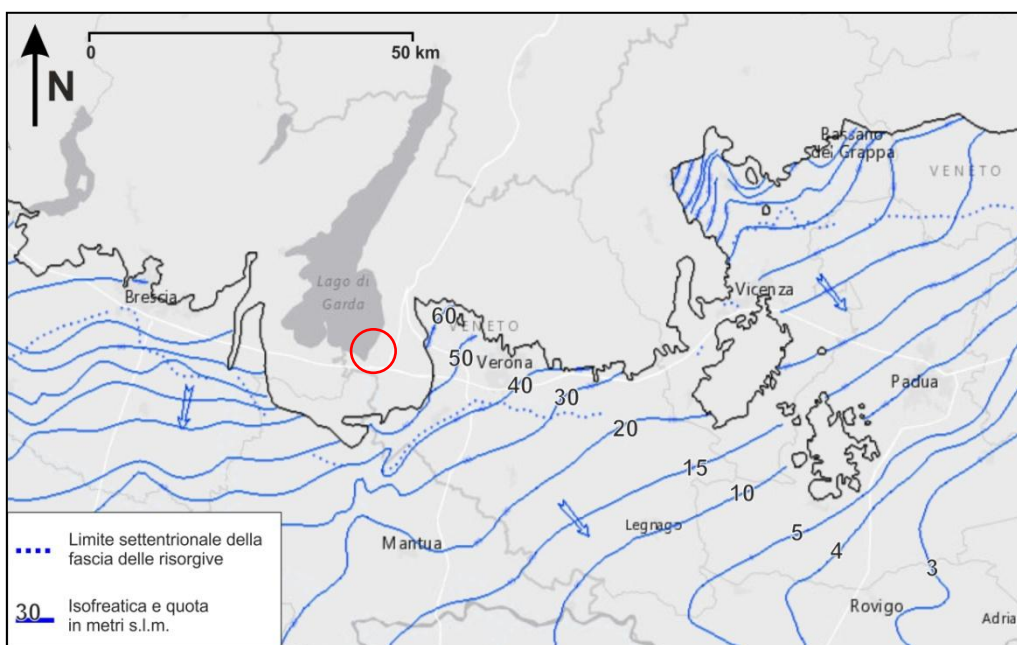 0
50 km
N
Bassano
del Grappa
VENETO
Lago di
Garda
Brescia
Vicenza
60
VENETO
50
Verona
40
30
Padua
20
15
10
Legnago
5
4
3
Mantua
Rovigo
Adria
Limite settentrionale della
fascia delle risorgive
30
Isofreatica e quota
in metri s.l.m.